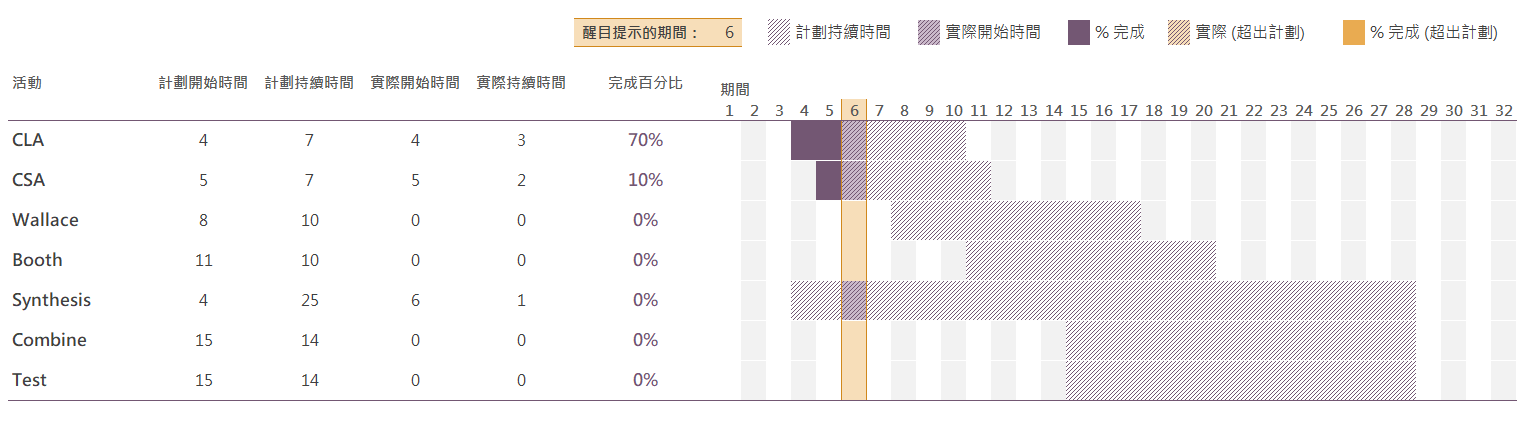 醒目提示的期間： 6 計劃持續時間 實際開始時間 % 完成 實際 (超出計劃) % 完成 (超出計劃)
活動 計劃開始時間 計劃持續時間 實際開始時間 實際持續時間 完成百分比 期間
1 2 3 4 5 6 7 8 9 10 11 12 13 14 15 16 17 18 19 20 21 22 23 24 25 26 27 28 29 30 31 32
CLA 4 7 4 3 70%
CSA 5 7 5 2 10%
Wallace 8 10 0 0 0%
Booth 11 10 0 0 0%
Synthesis 4 25 6 1 0%
Combine 15 14 0 0 0%
Test 15 14 0 0 0%